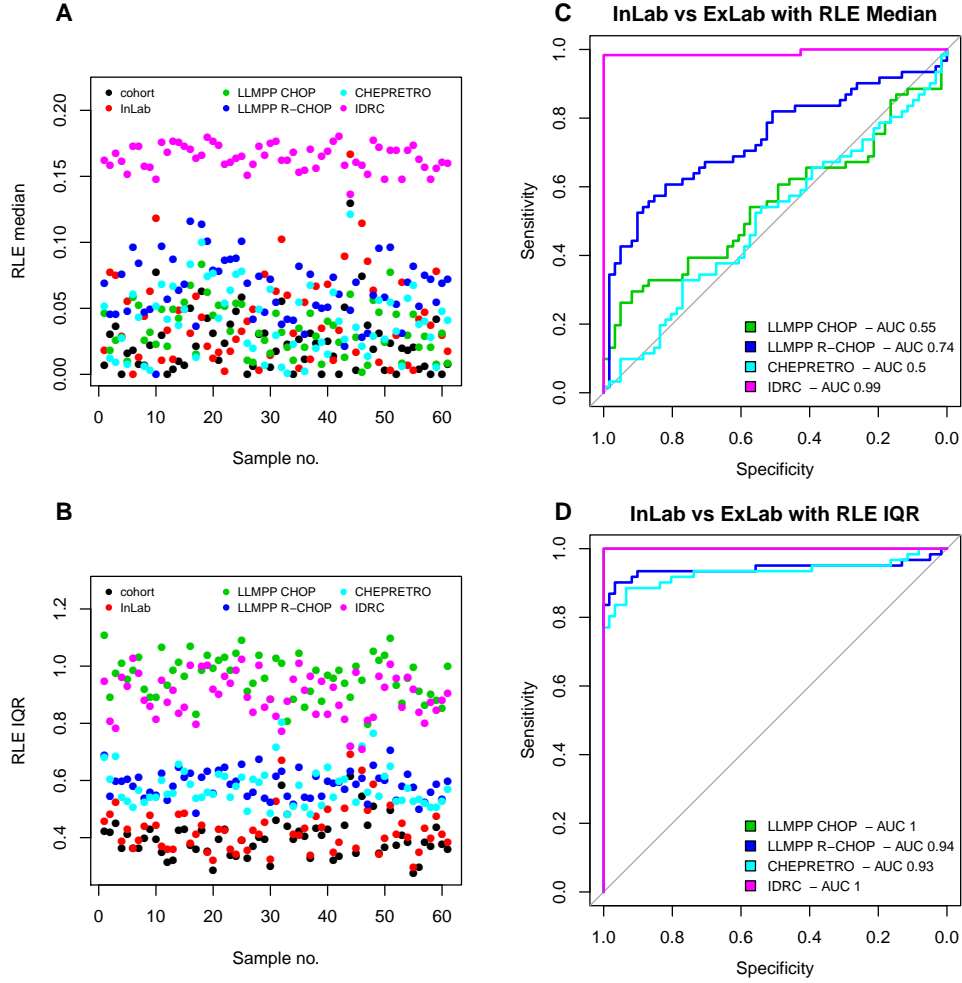 A
cohort LLMPP CHOP CHEPRETRO
InLab LLMPP R−CHOP IDRC
RLE median
0.00 0.05 0.10 0.15 0.20
0 10 20 30 40 50 60
Sample no.
C InLab vs ExLab with RLE Median
Sensitivity
0.0 0.2 0.4 0.6 0.8 1.0
LLMPP CHOP − AUC 0.55
LLMPP R−CHOP − AUC 0.74
CHEPRETRO − AUC 0.5
IDRC − AUC 0.99
1.0 0.8 0.6 0.4 0.2 0.0
Specificity
B
cohort LLMPP CHOP CHEPRETRO
InLab LLMPP R−CHOP IDRC
RLE IQR
0.4 0.6 0.8 1.0 1.2
0 10 20 30 40 50 60
Sample no.
D InLab vs ExLab with RLE IQR
Sensitivity
0.0 0.2 0.4 0.6 0.8 1.0
LLMPP CHOP − AUC 1
LLMPP R−CHOP − AUC 0.94
CHEPRETRO − AUC 0.93
IDRC − AUC 1
1.0 0.8 0.6 0.4 0.2 0.0
Specificity